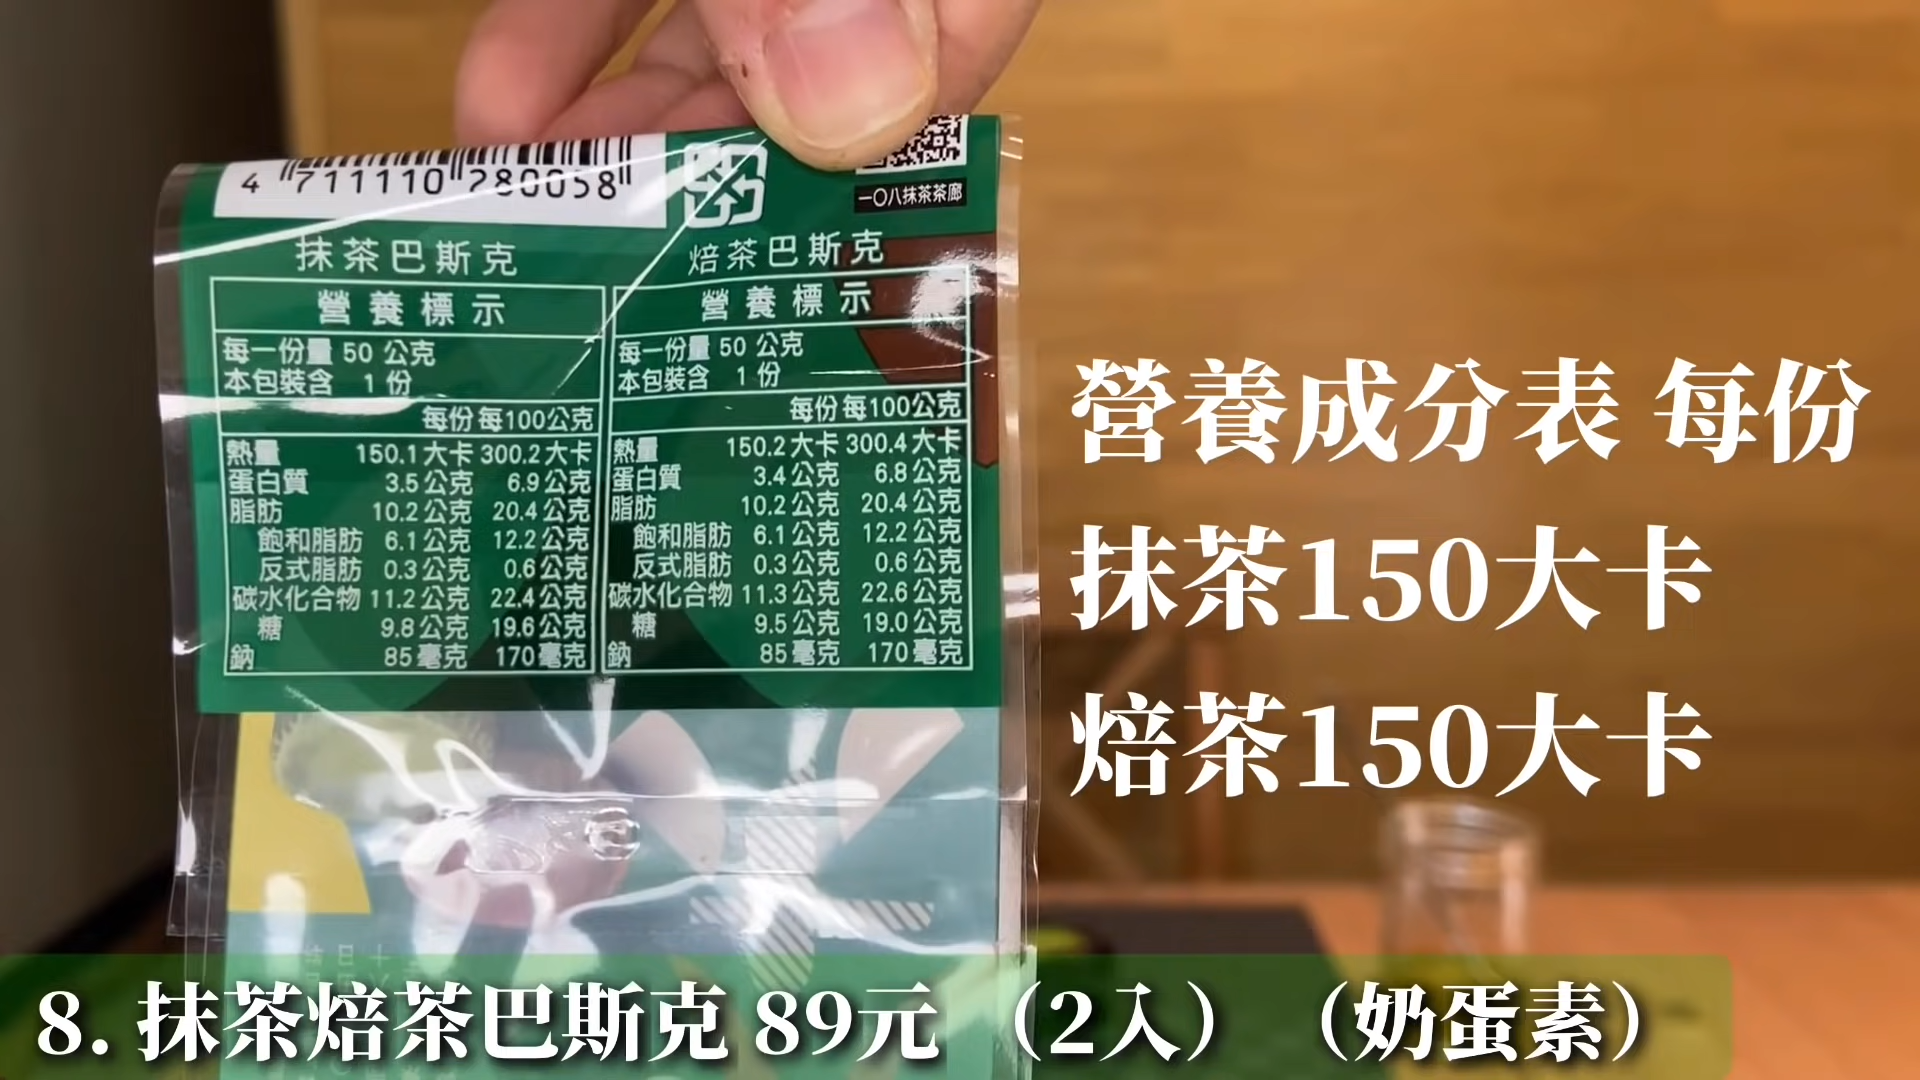 4 711110 280058
一〇八抹茶茶廊
抹茶巴斯克
營養標示
每一份量 50 公克
本包裝含 1 份
每份 每100公克
熱量 150.1大卡 300.2大卡
蛋白質 3.5公克 6.9公克
脂肪 10.2公克 20.4公克
飽和脂肪 6.1公克 12.2公克
反式脂肪 0.3公克 0.6公克
碳水化合物 11.2公克 22.4公克
糖 9.8公克 19.6公克
鈉 85毫克 170毫克
焙茶巴斯克
營養標示
每一份量 50 公克
本包裝含 1 份
每份 每100公克
熱量 150.2大卡 300.4大卡
蛋白質 3.4公克 6.8公克
脂肪 10.2公克 20.4公克
飽和脂肪 6.1公克 12.2公克
反式脂肪 0.3公克 0.6公克
碳水化合物 11.3公克 22.6公克
糖 9.5公克 19.0公克
鈉 85毫克 170毫克
營養成分表 每份
抹茶150大卡
焙茶150大卡
8. 抹茶焙茶巴斯克 89元 （2入）（奶蛋素）